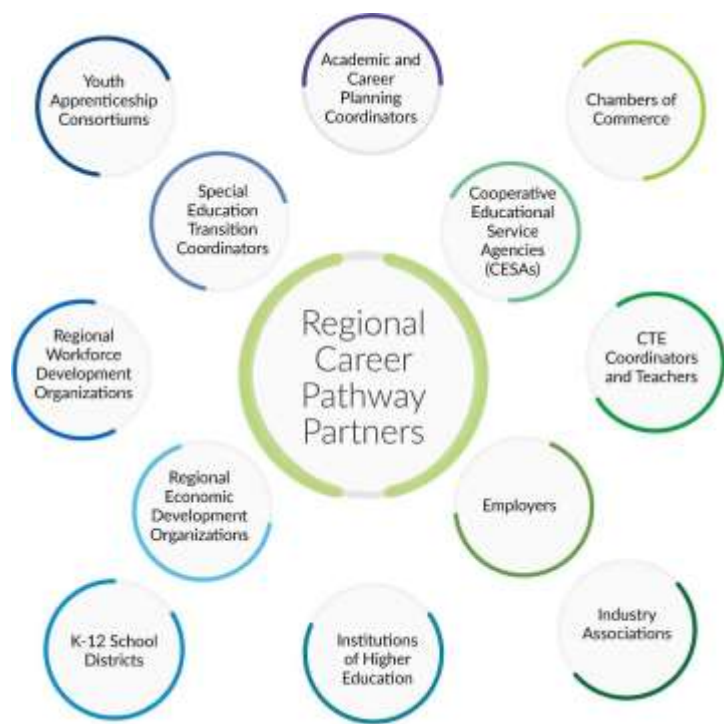 Youth
Apprenticeship
Consortiums
Academic and
Career
Planning
Coordinators
Chambers of
Commerce
Special
Education
Transition
Coordinators
Cooperative
Educational
Service
Agencies
(CESAs)
Regional
Workforce
Development
Organizations
Regional
Career
Pathway
Partners
CTE
Coordinators
and Teachers
Regional
Economic
Development
Organizations
Employers
K-12 School
Districts
Institutions
of Higher
Education
Industry
Associations